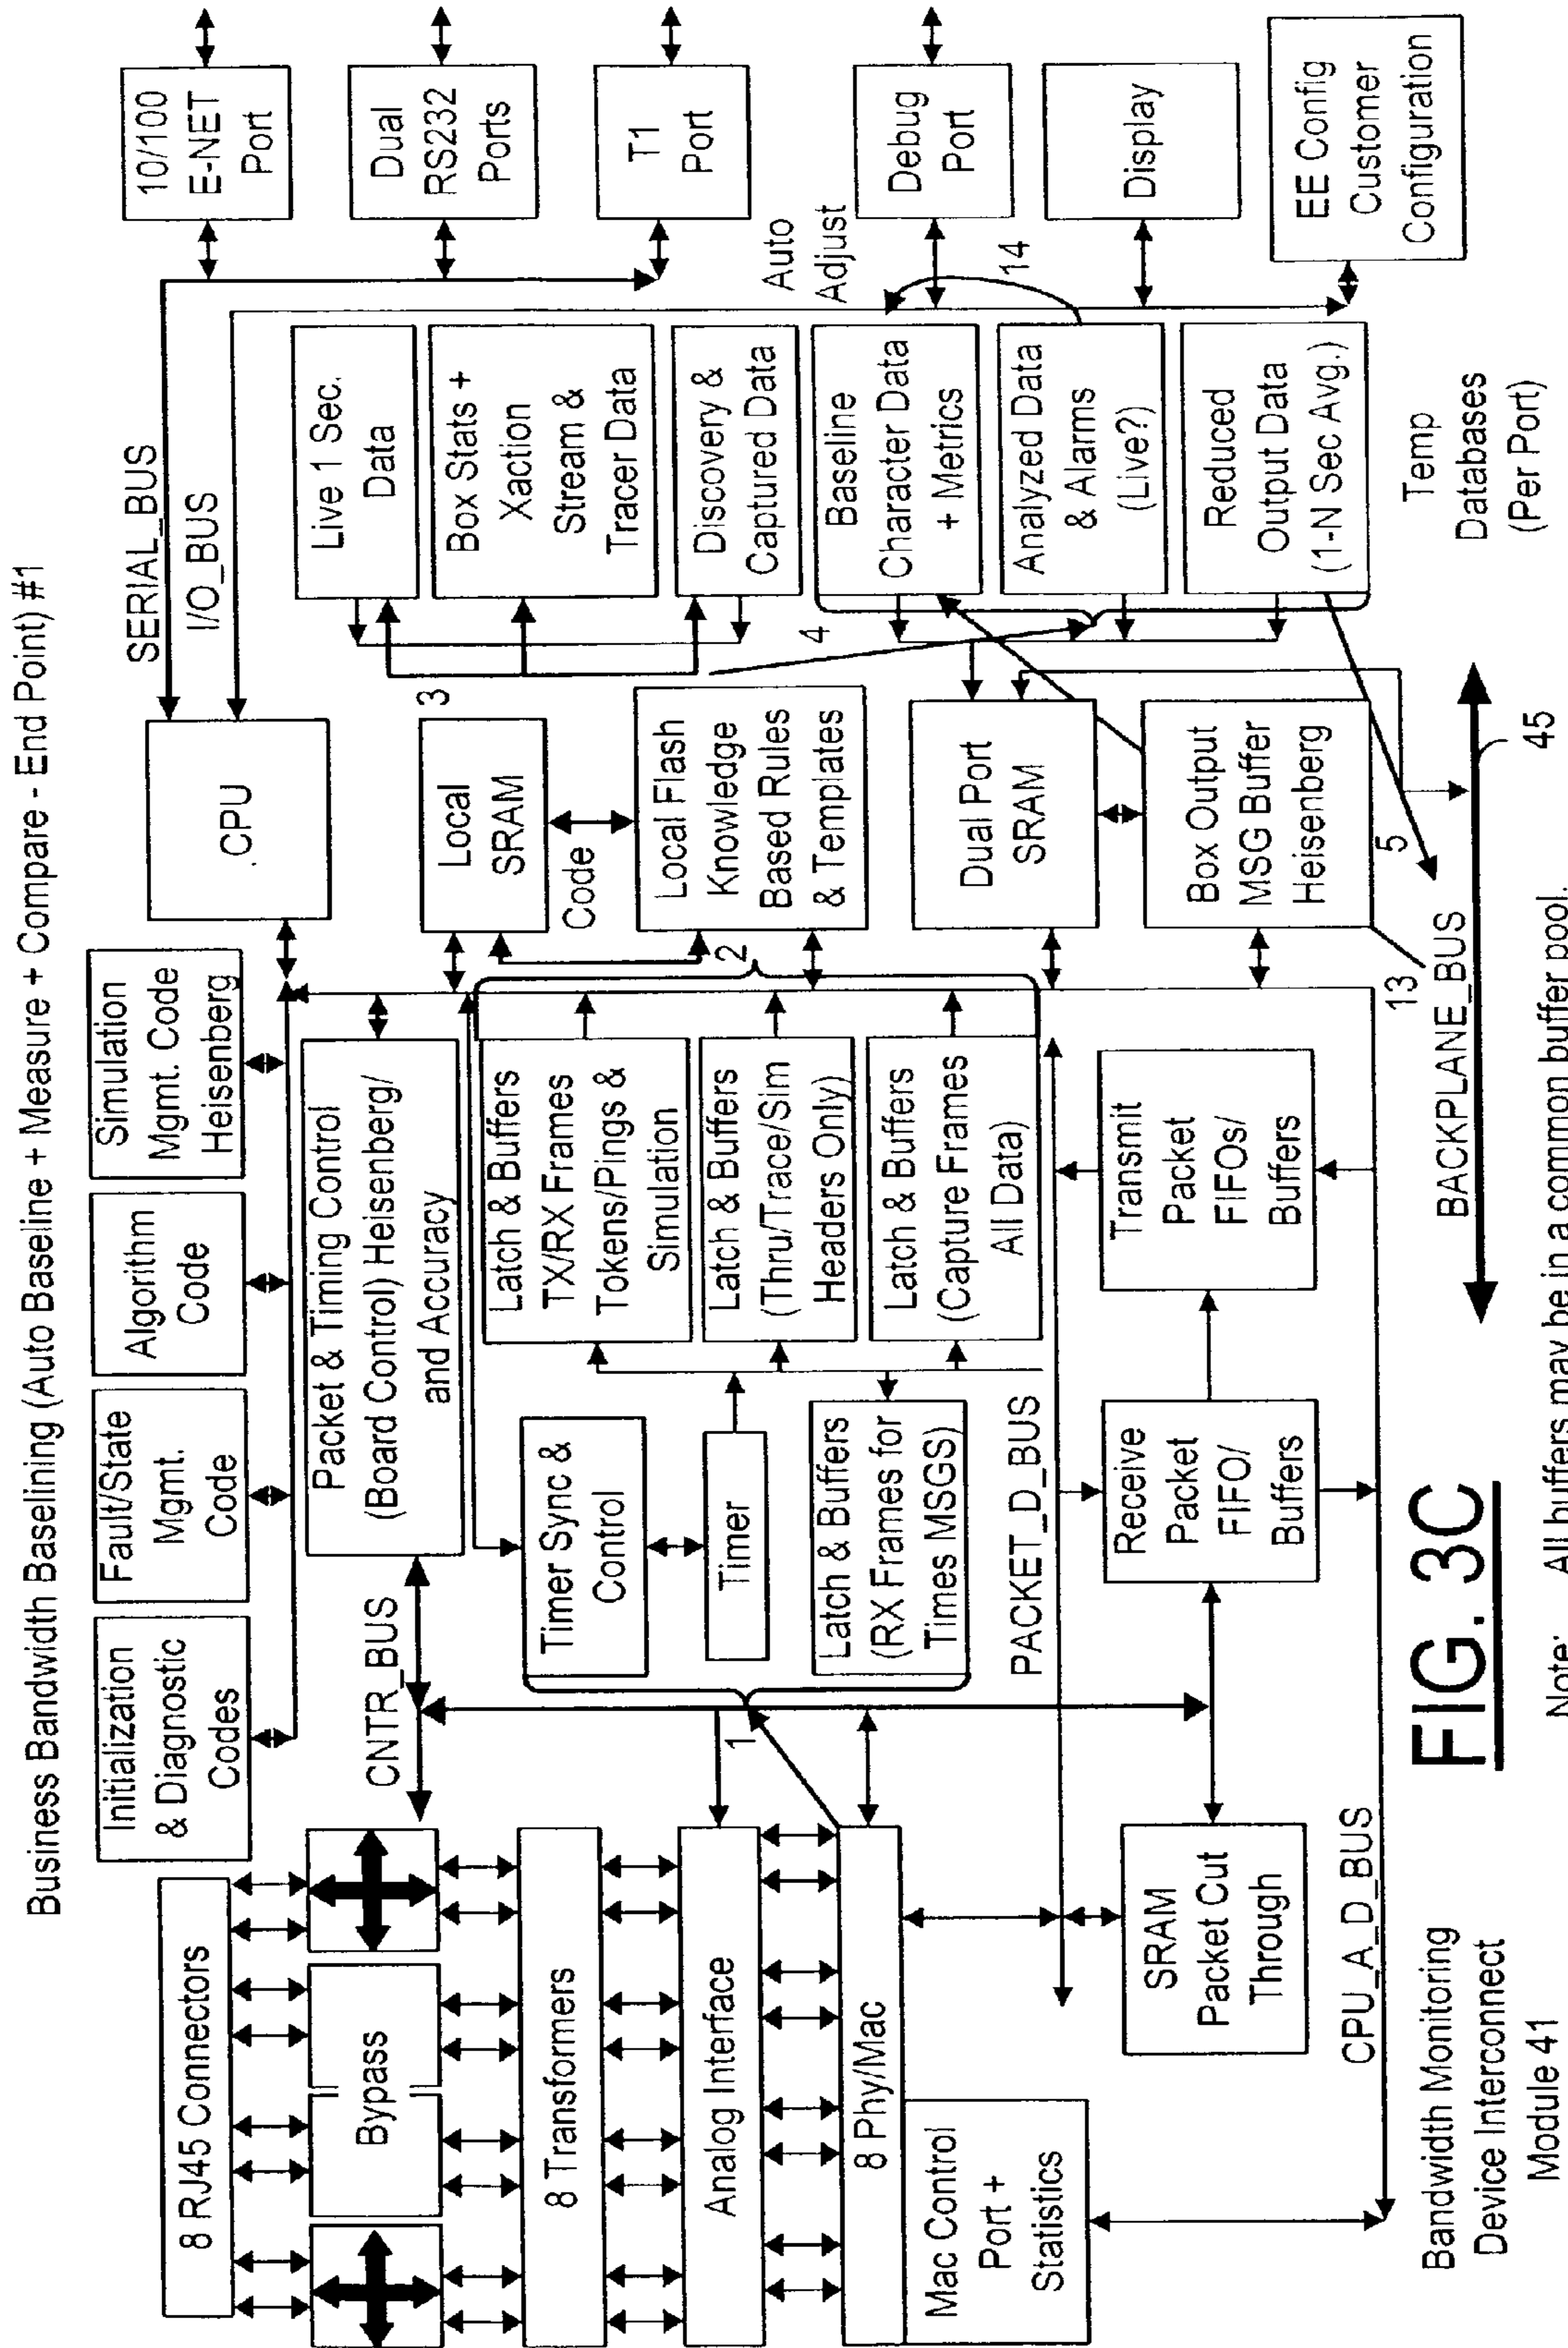 Business Bandwidth Baselining (Auto Baseline + Measure + Compare - End Point) #1
8 RJ45 Connectors
Bypass
8 Transformers
Analog Interface
8 Phy/Mac
Mac Control
Port +
Statistics
Bandwidth Monitoring
Device Interconnect
Module 41
Initialization
& Diagnostic
Codes
Fault/State
Mgmt.
Code
Algorithm
Code
Simulation
Mgmt. Code
Heisenberg
CNTR_BUS
Packet & Timing Control
(Board Control) Heisenberg/
and Accuracy
Timer Sync &
Control
Timer
Latch & Buffers
(RX Frames for
Times MSGS)
1
Latch & Buffers
TX/RX Frames
Tokens/Pings &
Simulation
Latch & Buffers
(Thru/Trace/Sim
Headers Only)
Latch & Buffers
(Capture Frames
All Data)
2
PACKET_D_BUS
SRAM
Packet Cut
Through
Receive
Packet
FIFO/
Buffers
Transmit
Packet
FIFOs/
Buffers
CPU_A_D_BUS
CPU
SERIAL_BUS
I/O_BUS
Local
SRAM
Code
Local Flash
Knowledge
Based Rules
& Templates
Dual Port
SRAM
Box Output
MSG Buffer
Heisenberg
13
5
BACKPLANE_BUS
45
3
4
Live 1 Sec.
Data
Box Stats +
Xaction
Stream &
Tracer Data
Discovery &
Captured Data
Baseline
Character Data
+ Metrics
Analyzed Data
& Alarms
(Live?)
Reduced
Output Data
(1-N Sec Avg.)
Temp
Databases
(Per Port)
Auto
Adjust
14
10/100
E-NET
Port
Dual
RS232
Ports
T1
Port
Debug
Port
Display
EE Config
Customer
Configuration
FIG. 3C
Note: All buffers may be in a common buffer pool.